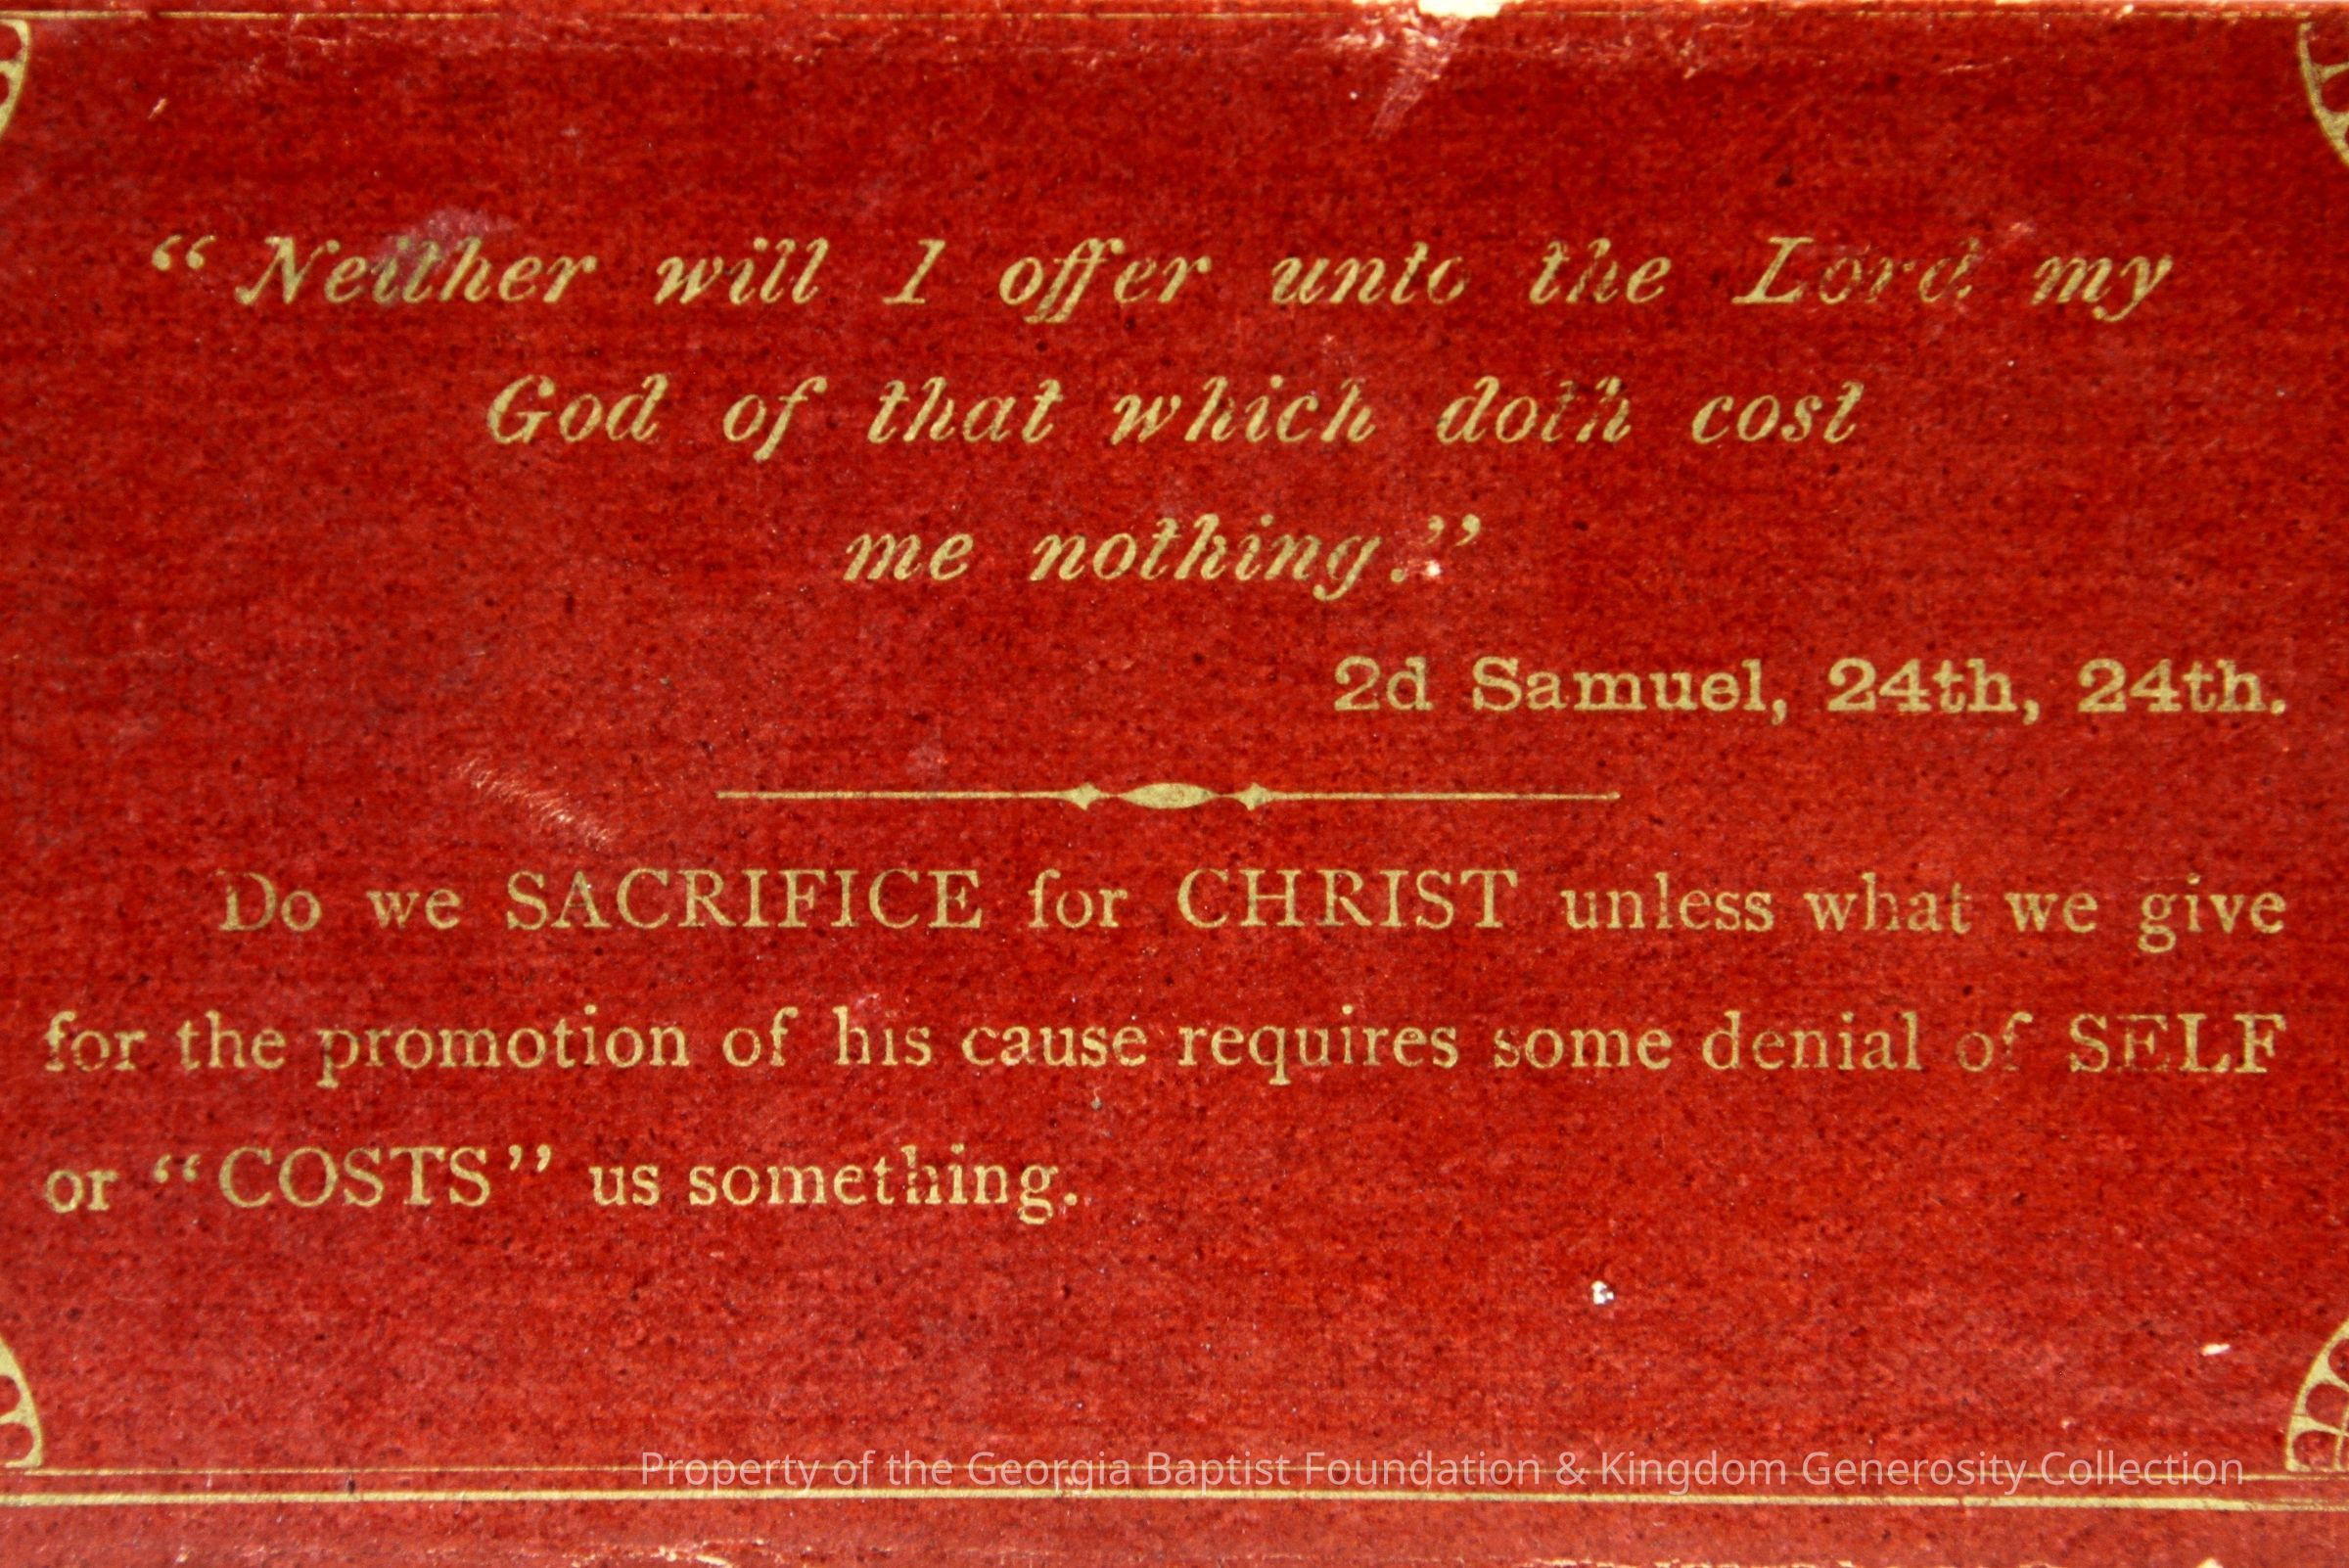 “Neither will I offer unto the Lord my
God of that which doth cost
me nothing.”
2d Samuel, 24th, 24th.
Do we SACRIFICE for CHRIST unless what we give
for the promotion of his cause requires some denial of SELF
or “COSTS” us something.
Property of the Georgia Baptist Foundation & Kingdom Generosity Collection